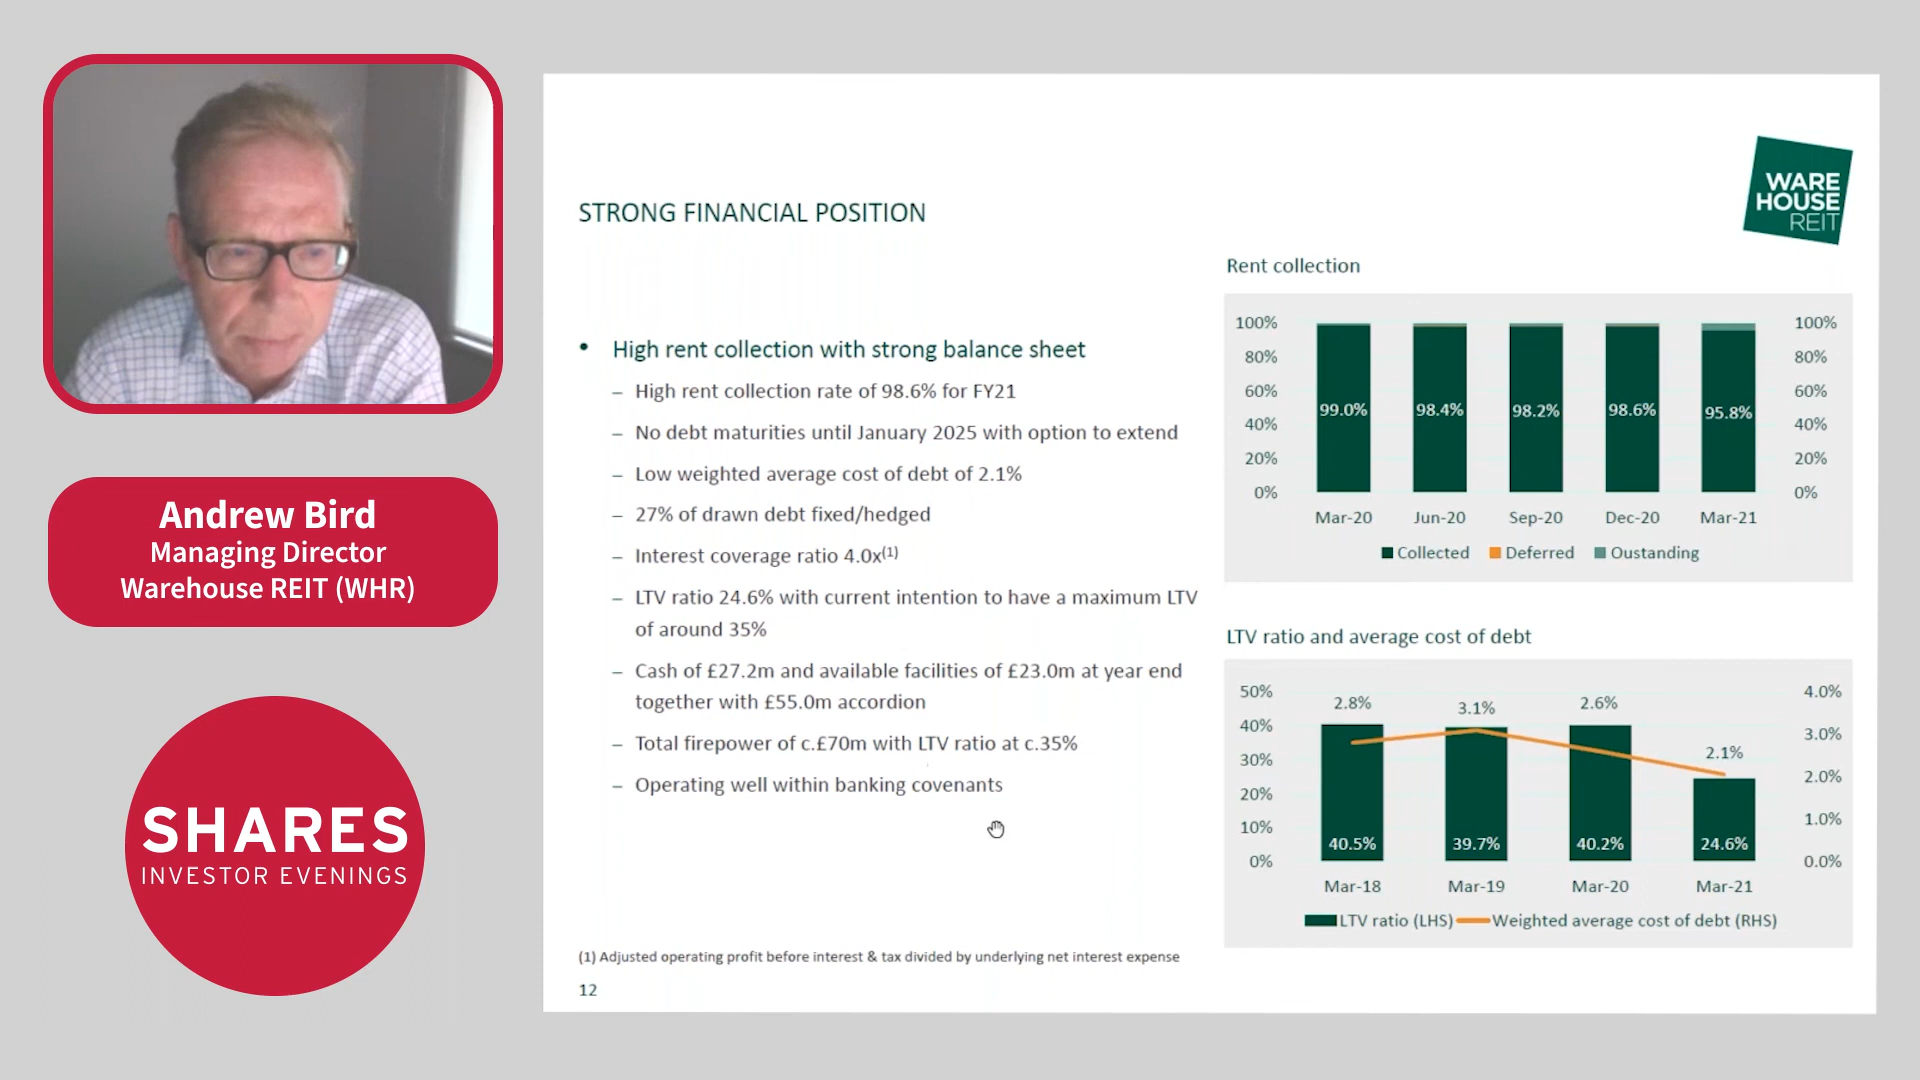 Andrew Bird
Managing Director
Warehouse REIT (WHR)
SHARES
INVESTOR EVENINGS
WARE
HOUSE
REIT
STRONG FINANCIAL POSITION
• High rent collection with strong balance sheet
– High rent collection rate of 98.6% for FY21
– No debt maturities until January 2025 with option to extend
– Low weighted average cost of debt of 2.1%
– 27% of drawn debt fixed/hedged
– Interest coverage ratio 4.0x(1)
– LTV ratio 24.6% with current intention to have a maximum LTV
of around 35%
– Cash of £27.2m and available facilities of £23.0m at year end
together with £55.0m accordion
– Total firepower of c.£70m with LTV ratio at c.35%
– Operating well within banking covenants
(1) Adjusted operating profit before interest & tax divided by underlying net interest expense
12
Rent collection
100% 100%
80% 80%
60% 60%
99.0% 98.4% 98.2% 98.6% 95.8%
40% 40%
20% 20%
0% 0%
Mar-20 Jun-20 Sep-20 Dec-20 Mar-21
Collected Deferred Oustanding
LTV ratio and average cost of debt
50% 4.0%
2.8% 3.1% 2.6% 2.1%
40% 3.0%
30% 2.0%
20% 1.0%
10% 0.0%
0%
40.5% 39.7% 40.2% 24.6%
Mar-18 Mar-19 Mar-20 Mar-21
LTV ratio (LHS) Weighted average cost of debt (RHS)